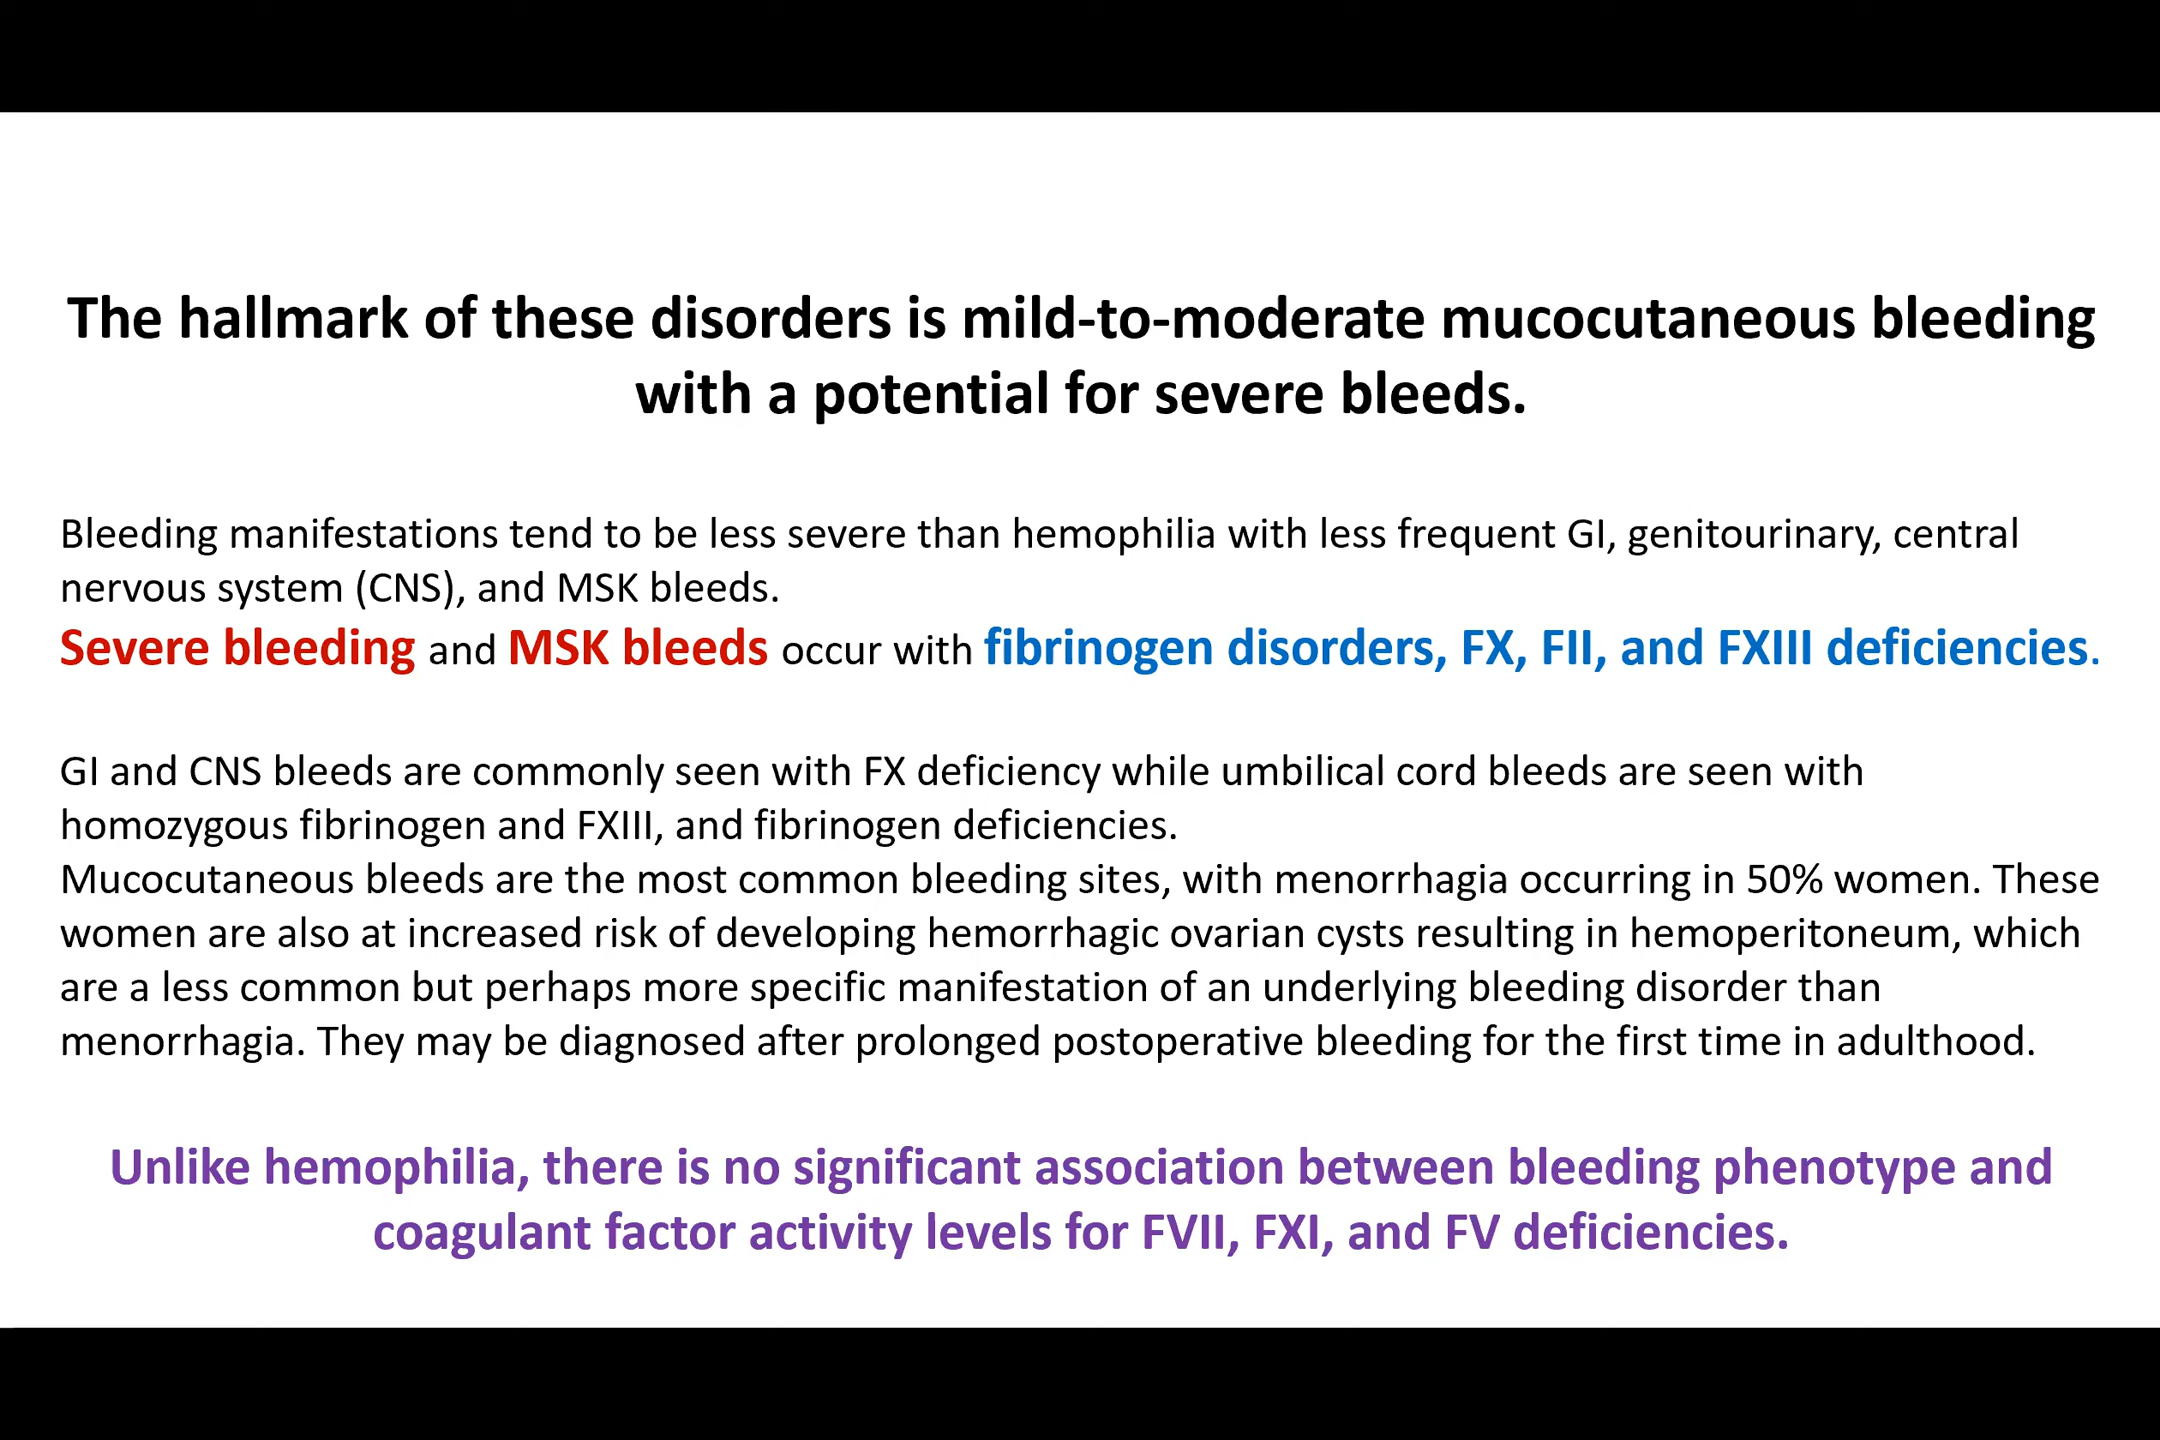 The hallmark of these disorders is mild-to-moderate mucocutaneous bleeding
with a potential for severe bleeds.
Bleeding manifestations tend to be less severe than hemophilia with less frequent GI, genitourinary, central
nervous system (CNS), and MSK bleeds.
Severe bleeding and MSK bleeds occur with fibrinogen disorders, FX, FII, and FXIII deficiencies.
GI and CNS bleeds are commonly seen with FX deficiency while umbilical cord bleeds are seen with
homozygous fibrinogen and FXIII, and fibrinogen deficiencies.
Mucocutaneous bleeds are the most common bleeding sites, with menorrhagia occurring in 50% women. These
women are also at increased risk of developing hemorrhagic ovarian cysts resulting in hemoperitoneum, which
are a less common but perhaps more specific manifestation of an underlying bleeding disorder than
menorrhagia. They may be diagnosed after prolonged postoperative bleeding for the first time in adulthood.
Unlike hemophilia, there is no significant association between bleeding phenotype and
coagulant factor activity levels for FVII, FXI, and FV deficiencies.